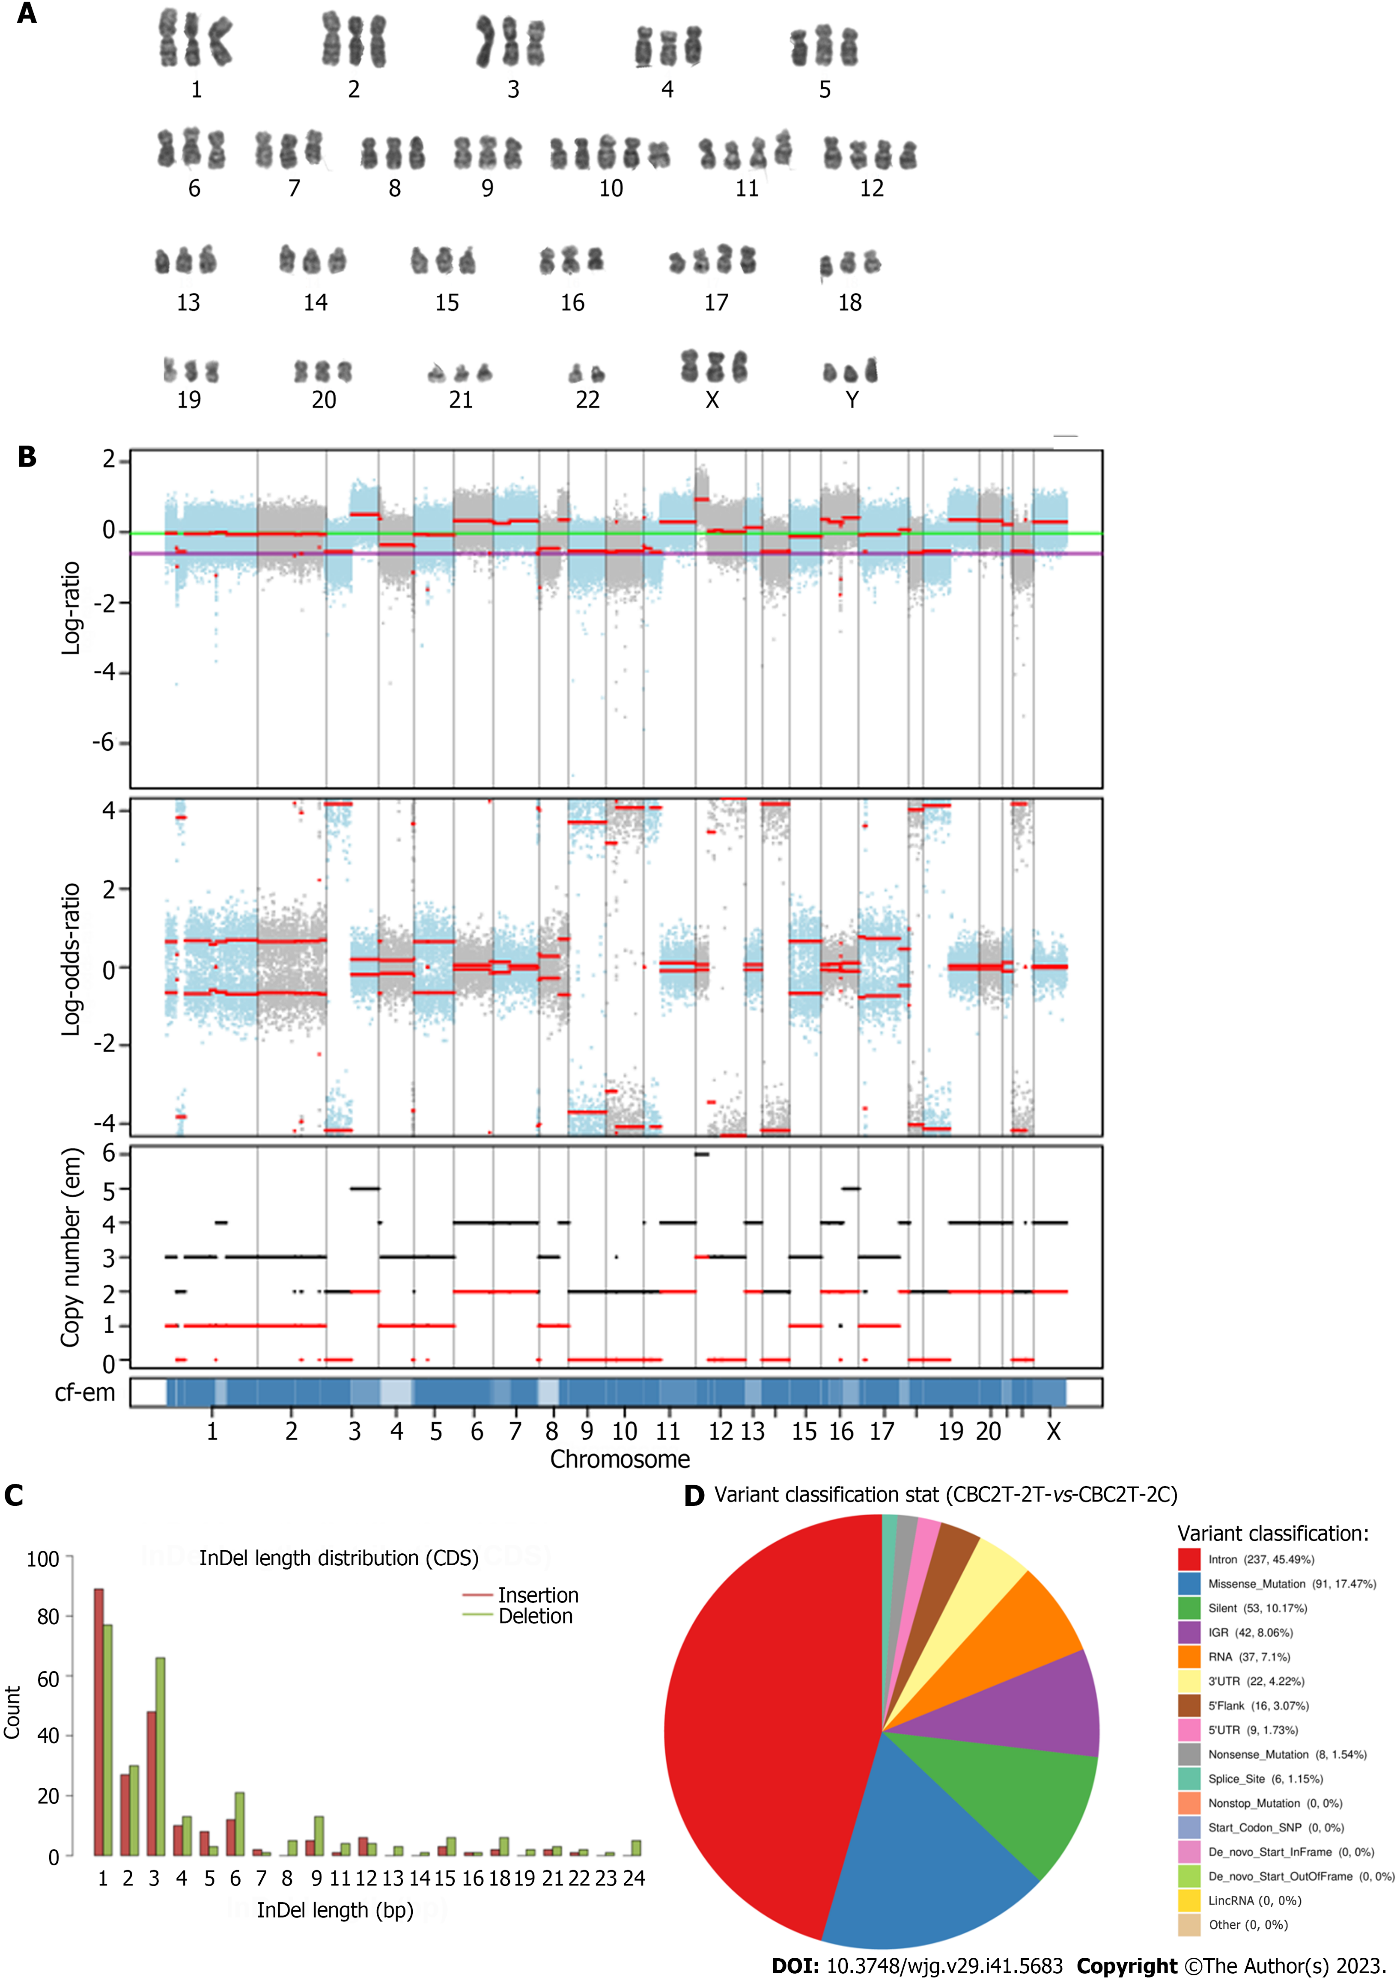 A
1 2 3 4 5
6 7 8 9 10 11 12
13 14 15 16 17 18
19 20 21 22 X Y
B
2
0
-2
-4
-6
Log-ratio
4
2
0
-2
-4
Log-odds-ratio
6
5
4
3
2
1
0
Copy number (em)
cf-em
1 2 3 4 5 6 7 8 9 10 11 12 13 15 16 17 19 20 X
Chromosome
C
InDel length distribution (CDS)
Insertion
Deletion
100
80
60
40
20
0
Count
1 2 3 4 5 6 7 8 9 11 12 13 14 15 16 18 19 21 22 23 24
InDel length (bp)
D Variant classification stat (CBC2T-2T-vs-CBC2T-2C)
Variant classification:
Intron (237, 45.49%)
Missense_Mutation (91, 17.47%)
Silent (53, 10.17%)
IGR (42, 8.06%)
RNA (37, 7.1%)
3'UTR (22, 4.22%)
5'Flank (16, 3.07%)
5'UTR (9, 1.73%)
Nonsense_Mutation (8, 1.54%)
Splice_Site (6, 1.15%)
Nonstop_Mutation (0, 0%)
Start_Codon_SNP (0, 0%)
De_novo_Start_InFrame (0, 0%)
De_novo_Start_OutOfFrame (0, 0%)
LincRNA (0, 0%)
Other (0, 0%)
DOI: 10.3748/wjg.v29.i41.5683 Copyright ©The Author(s) 2023.